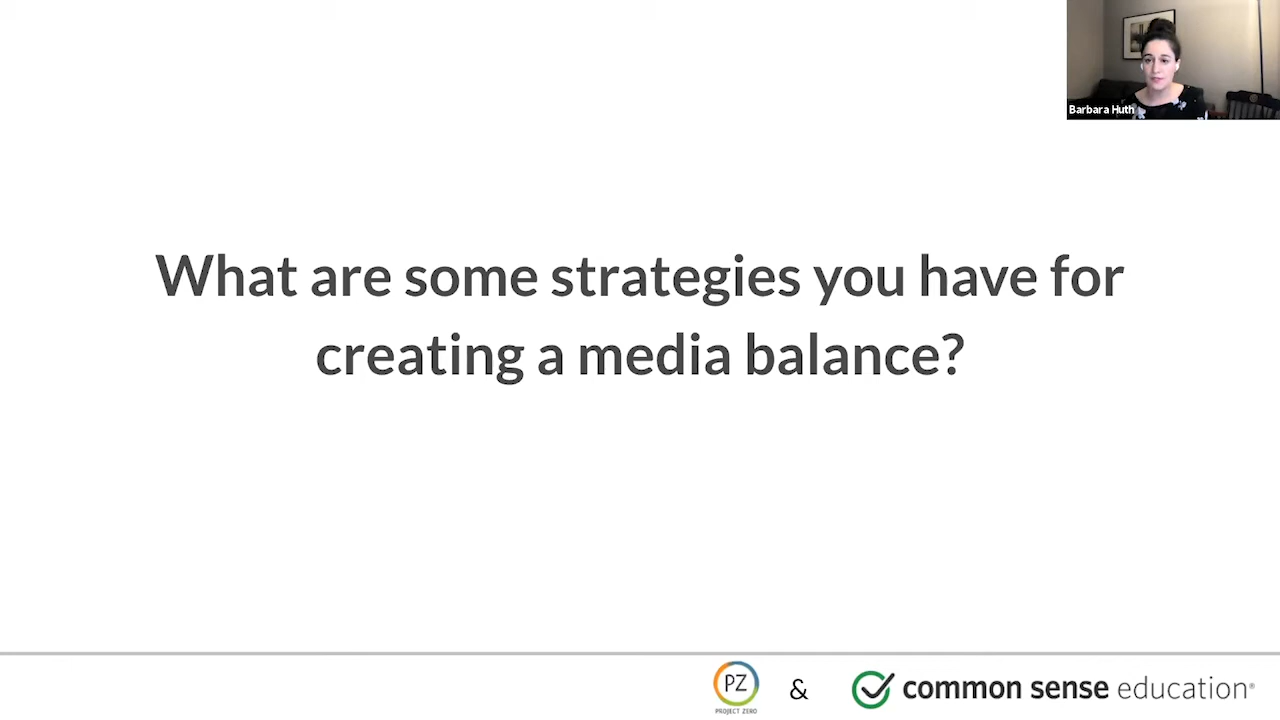 Barbara Huth
What are some strategies you have for
creating a media balance?
PZ
PROJECT ZERO
&
common sense education®